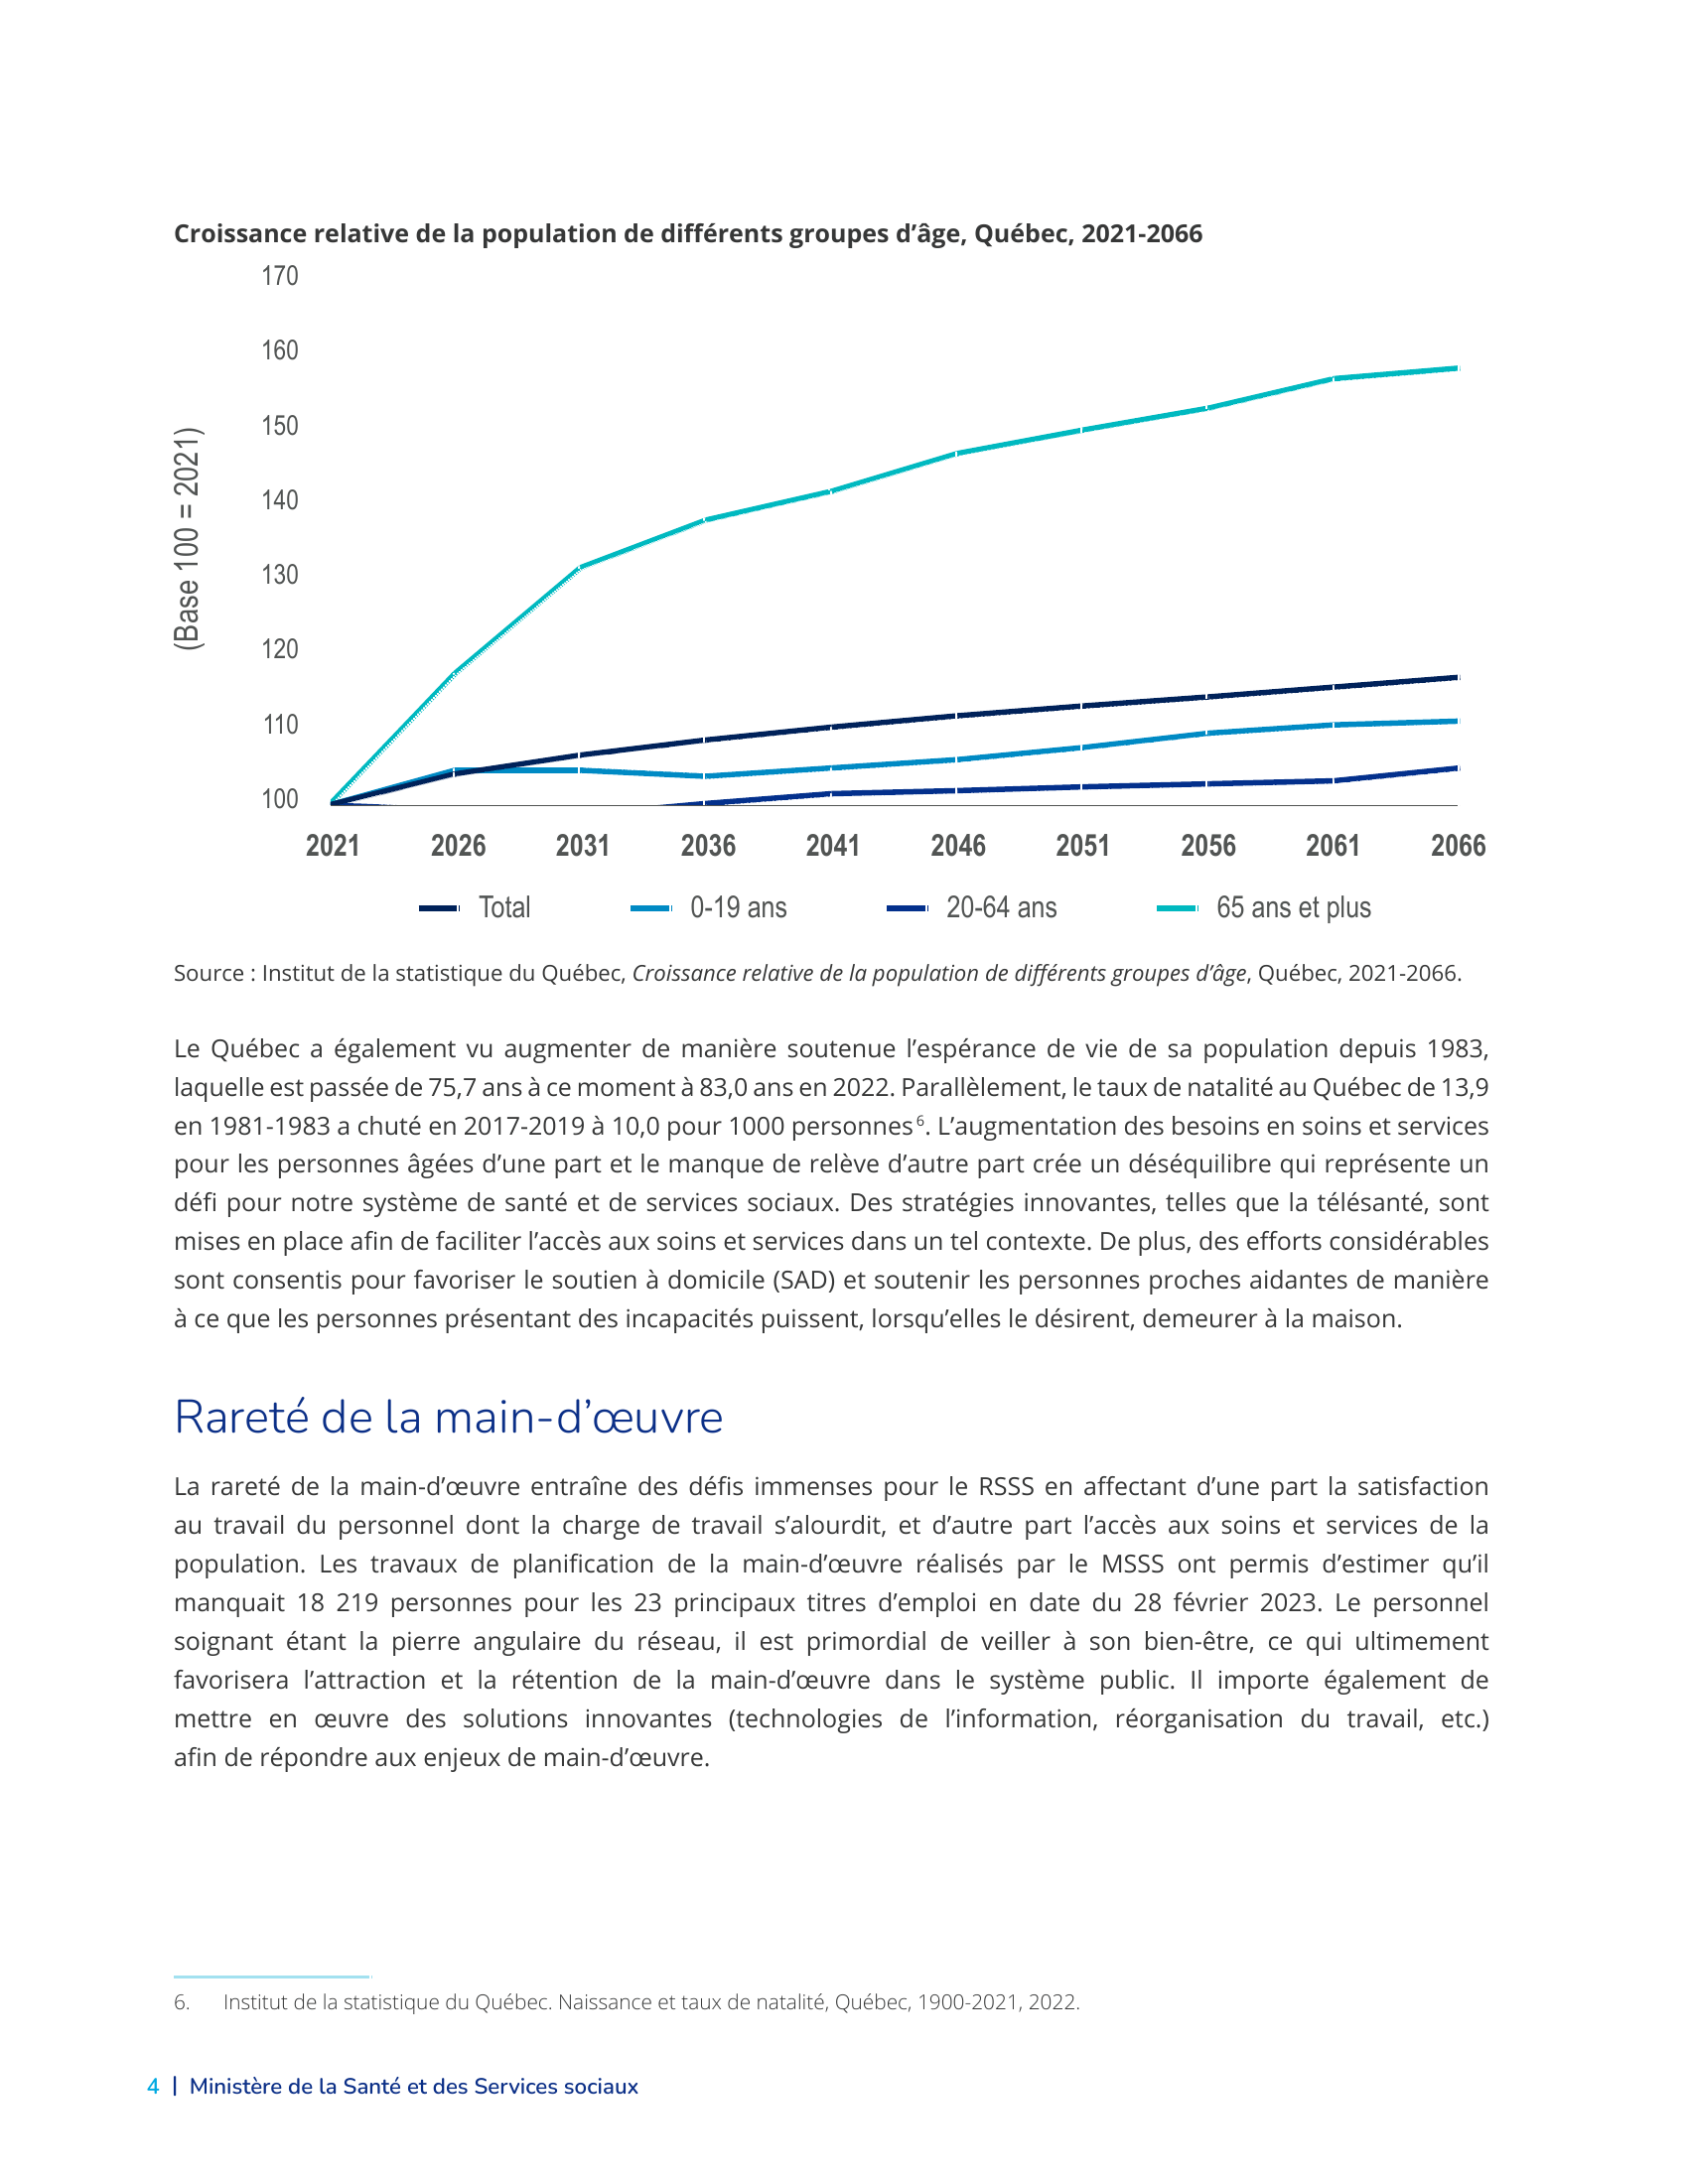 Croissance relative de la population de différents groupes d’âge, Québec, 2021-2066
170
160
150
140
130
120
110
100
(Base 100 = 2021)
2021 2026 2031 2036 2041 2046 2051 2056 2061 2066
Total 0-19 ans 20-64 ans 65 ans et plus
Source : Institut de la statistique du Québec, Croissance relative de la population de différents groupes d’âge, Québec, 2021-2066.
Le Québec a également vu augmenter de manière soutenue l’espérance de vie de sa population depuis 1983,
laquelle est passée de 75,7 ans à ce moment à 83,0 ans en 2022. Parallèlement, le taux de natalité au Québec de 13,9
en 1981-1983 a chuté en 2017-2019 à 10,0 pour 1000 personnes⁶. L’augmentation des besoins en soins et services
pour les personnes âgées d’une part et le manque de relève d’autre part crée un déséquilibre qui représente un
défi pour notre système de santé et de services sociaux. Des stratégies innovantes, telles que la télésanté, sont
mises en place afin de faciliter l’accès aux soins et services dans un tel contexte. De plus, des efforts considérables
sont consentis pour favoriser le soutien à domicile (SAD) et soutenir les personnes proches aidantes de manière
à ce que les personnes présentant des incapacités puissent, lorsqu’elles le désirent, demeurer à la maison.
Rareté de la main-d’œuvre
La rareté de la main-d’œuvre entraîne des défis immenses pour le RSSS en affectant d’une part la satisfaction
au travail du personnel dont la charge de travail s’alourdit, et d’autre part l’accès aux soins et services de la
population. Les travaux de planification de la main-d’œuvre réalisés par le MSSS ont permis d’estimer qu’il
manquait 18 219 personnes pour les 23 principaux titres d’emploi en date du 28 février 2023. Le personnel
soignant étant la pierre angulaire du réseau, il est primordial de veiller à son bien-être, ce qui ultimement
favorisera l’attraction et la rétention de la main-d’œuvre dans le système public. Il importe également de
mettre en œuvre des solutions innovantes (technologies de l’information, réorganisation du travail, etc.)
afin de répondre aux enjeux de main-d’œuvre.
6. Institut de la statistique du Québec. Naissance et taux de natalité, Québec, 1900-2021, 2022.
4 | Ministère de la Santé et des Services sociaux